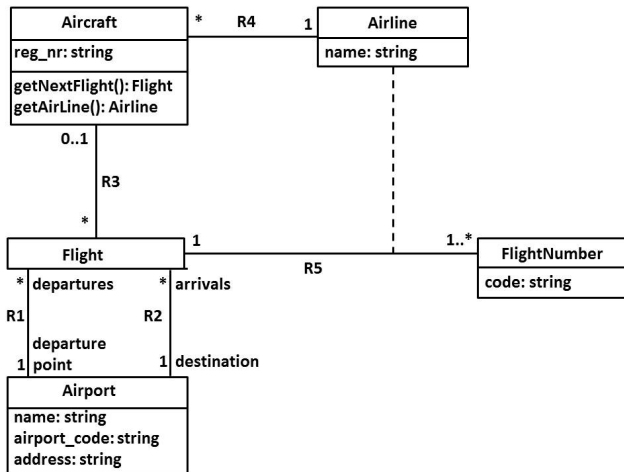 Aircraft
* R4 1
Airline
reg_nr: string
name: string
getNextFlight(): Flight
getAirLine(): Airline
0..1
R3
*
Flight
1
1..*
FlightNumber
R5
code: string
* departures
* arrivals
R1
R2
departure
1 point
1 destination
Airport
name: string
airport_code: string
address: string